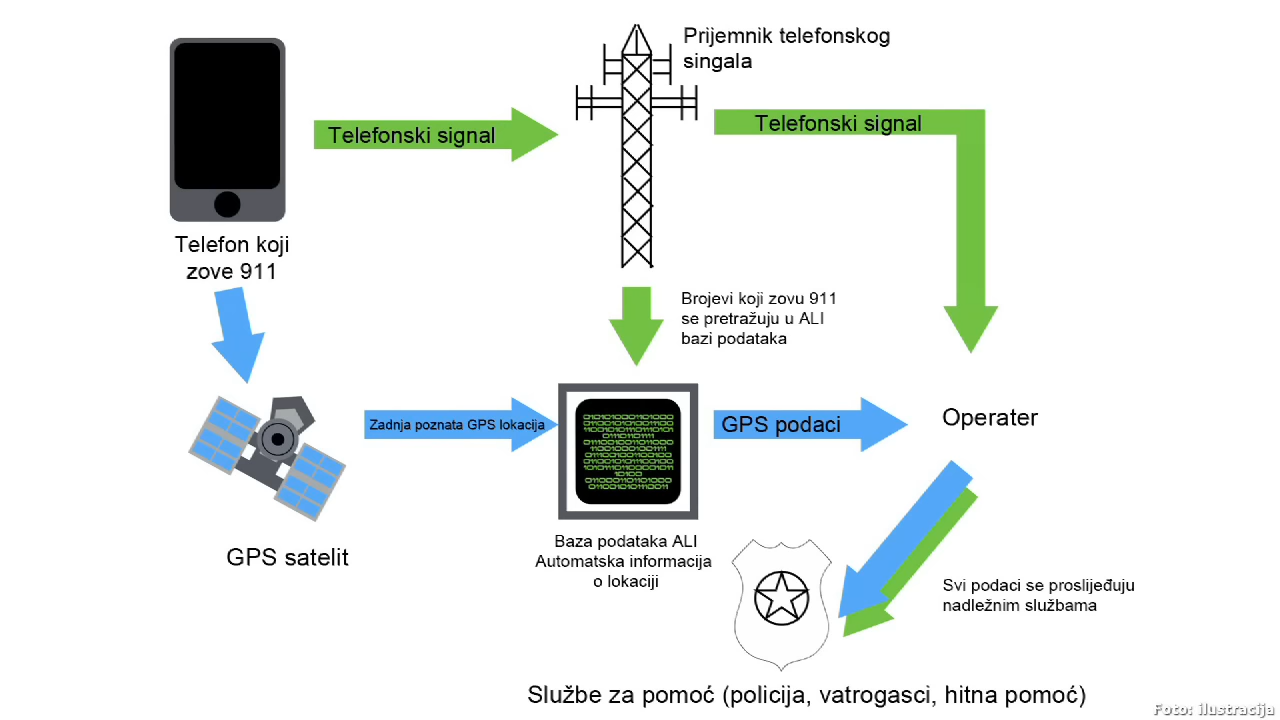 Prijemnik telefonskog
singala
Telefonski signal
Telefonski signal
Telefon koji
zove 911
Brojevi koji zovu 911
se pretražuju u ALI
bazi podataka
Zadnja poznata GPS lokacija
GPS podaci
Operater
GPS satelit
Baza podataka ALI
Automatska informacija
o lokaciji
Svi podaci se proslijeđuju
nadležnim službama
Službe za pomoć (policija, vatrogasci, hitna pomoć)
Foto: ilustracija